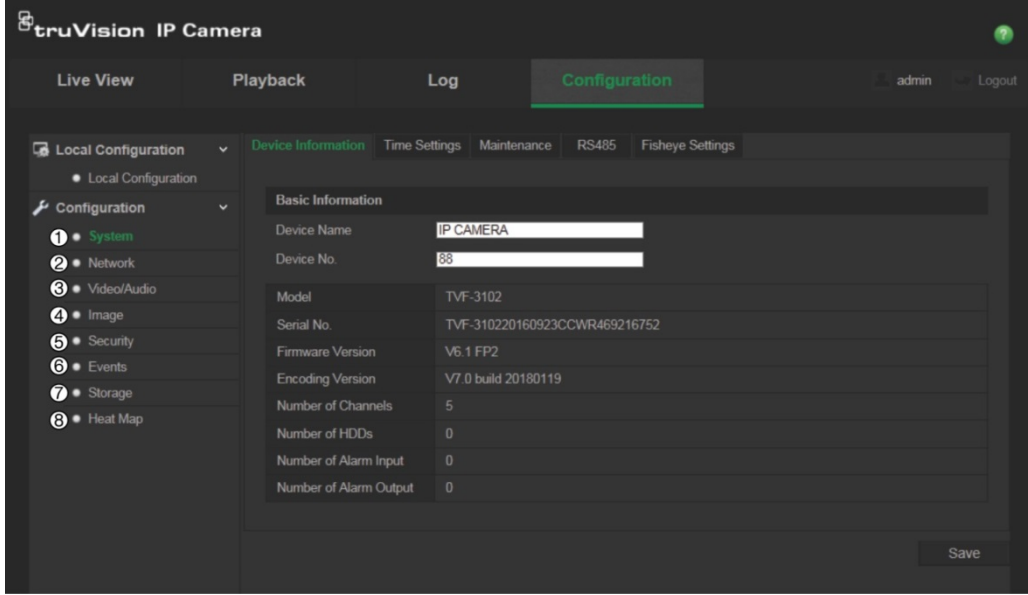 truVision IP Camera
?
Live View Playback Log Configuration admin Logout
Local Configuration
Local Configuration
Configuration
1 System
2 Network
3 Video/Audio
4 Image
5 Security
6 Events
7 Storage
8 Heat Map
Device Information Time Settings Maintenance RS485 Fisheye Settings
Basic Information
Device Name IP CAMERA
Device No. 88
Model TVF-3102
Serial No. TVF-310220160923CCWR469216752
Firmware Version V6.1 FP2
Encoding Version V7.0 build 20180119
Number of Channels 5
Number of HDDs 0
Number of Alarm Input 0
Number of Alarm Output 0
Save